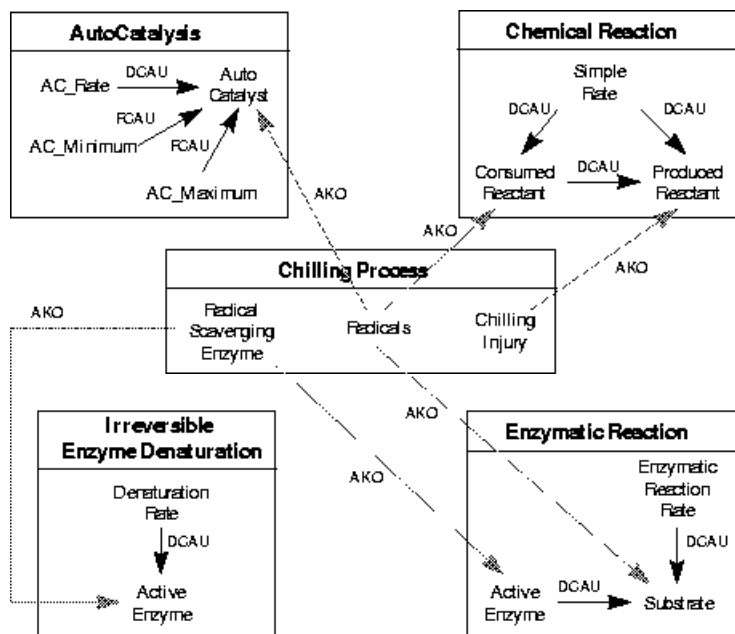 AutoCatalysis
DCAU
AC_Rate
Auto
Catalyst
FCAU
AC_Minimum
FCAU
AC_Maximum
Chemical Reaction
Simple
Rate
DCAU
DCAU
Consumed
Reactant
DCAU
Produced
Reactant
AKO
AKO
AKO
Chilling Process
AKO
Radical
Scavenging
Enzyme
Radicals
Chilling
Injury
AKO
AKO
Irreversible
Enzyme Denaturation
Denaturation
Rate
DCAU
Active
Enzyme
Enzymatic Reaction
Enzymatic
Reaction
Rate
DCAU
Active
Enzyme
DCAU
Substrate